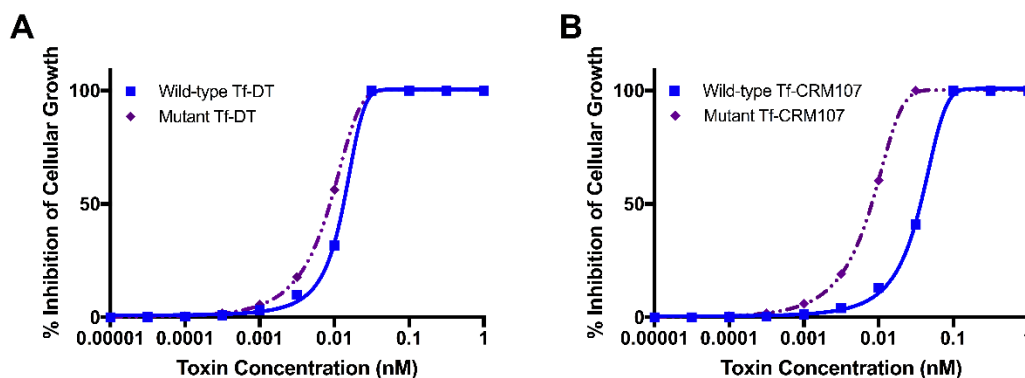 A
% Inhibition of Cellular Growth
100
50
0
Wild-type Tf-DT
Mutant Tf-DT
0.00001 0.0001 0.001 0.01 0.1 1
Toxin Concentration (nM)
B
% Inhibition of Cellular Growth
100
50
0
Wild-type Tf-CRM107
Mutant Tf-CRM107
0.00001 0.0001 0.001 0.01 0.1 1
Toxin Concentration (nM)